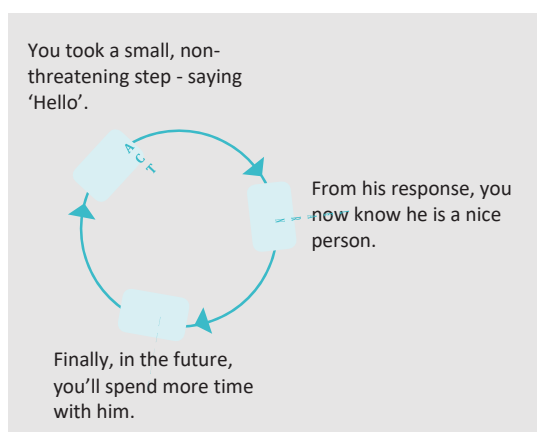 You took a small, non-
threatening step - saying
‘Hello’.
ACT
From his response, you
now know he is a nice
person.
Finally, in the future,
you’ll spend more time
with him.